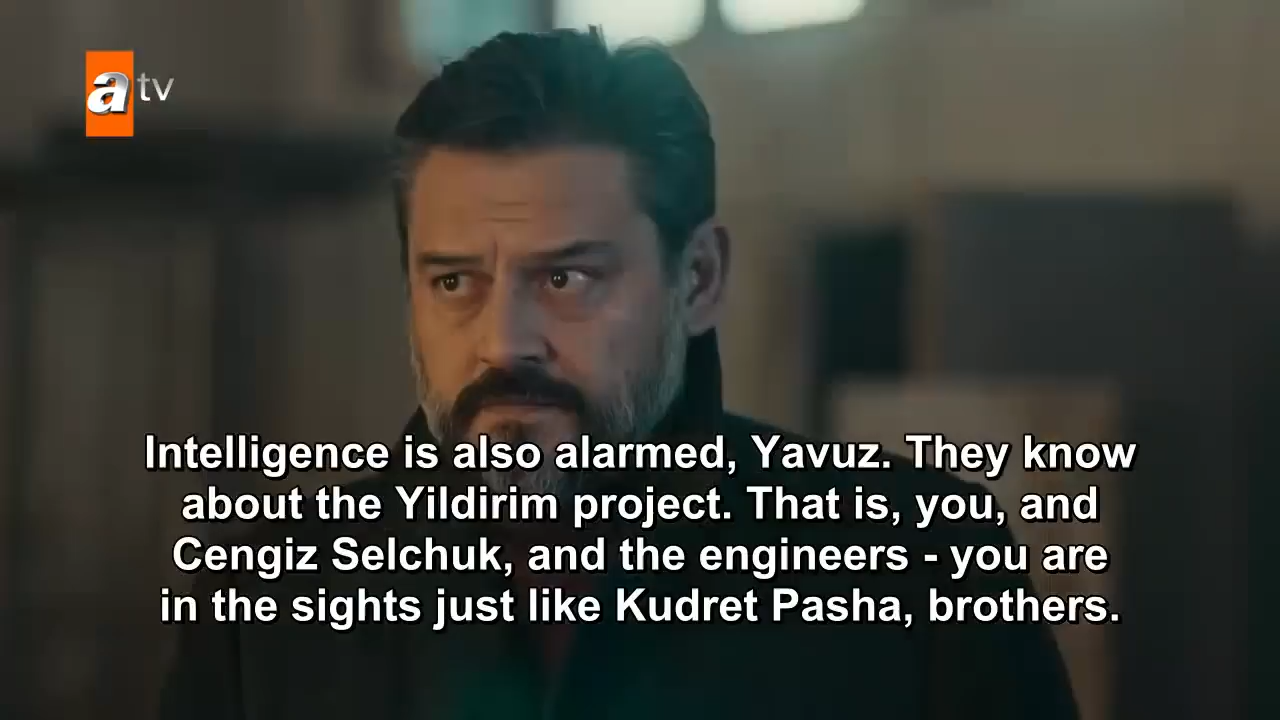 atv
Intelligence is also alarmed, Yavuz. They know
about the Yildirim project. That is, you, and
Cengiz Selchuk, and the engineers - you are
in the sights just like Kudret Pasha, brothers.